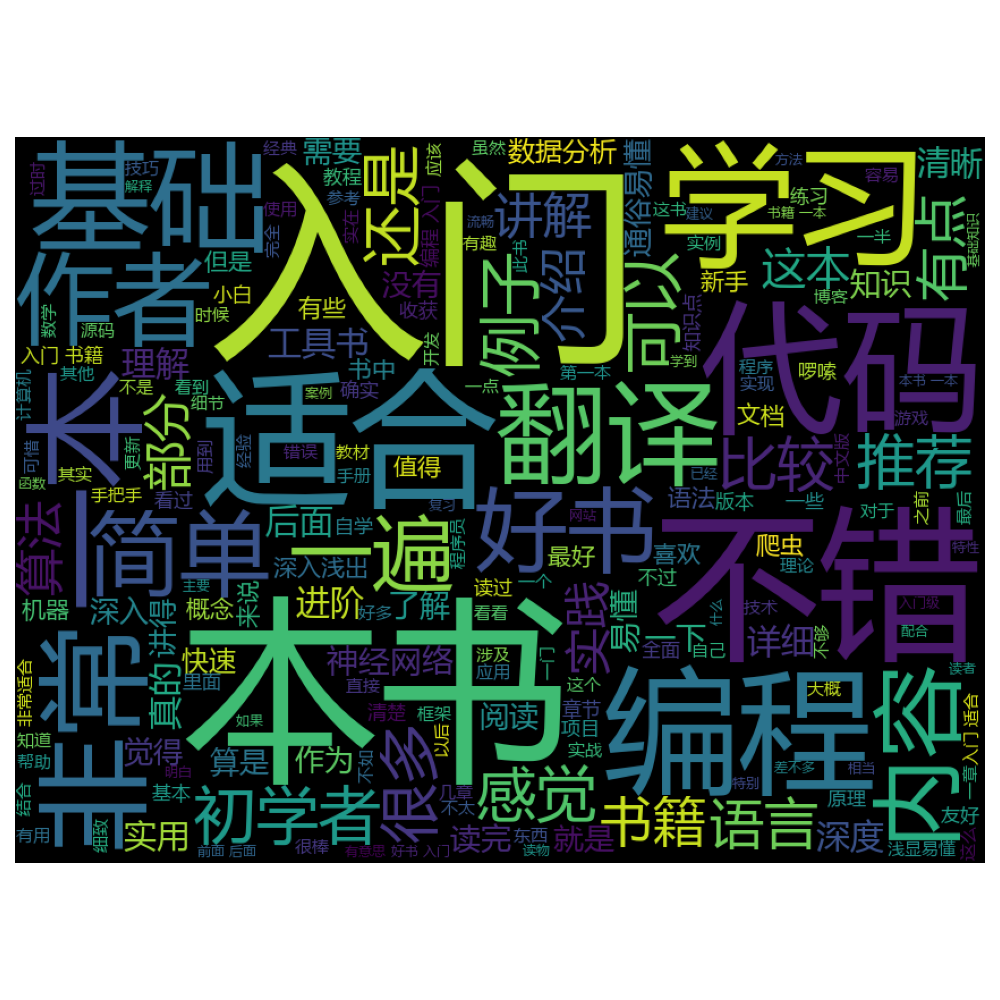 基础
入门
学习
作者
还是
需要
数据分析
讲解
介绍
例子
可以
通俗易懂
这本
知识
有点
清晰
经典
技巧
解释
过时
教程
参考
应该
虽然
使用
实在
完全
编程 入门
流畅
有趣
此书
这书
建议
方法
书籍 一本
练习
容易
一半
基础知识
实例
新手
博客
但是
小白
时候
有些
没有
收获
数学
源码
入门 书籍
其他
理解
工具书
书中
开发
知识点
学到
程序
实现
啰嗦
本书 一本
代码
计算机
本
不是
看到
细节
案例
确实
一点
第一本
适合
翻译
文档
游戏
比较
推荐
中文版
可惜
更新
部分
用到
经验
错误
教材
手册
值得
已经
函数
其实
手把手
看过
复习
好书
网站
语法
版本
一些
对于
之前
最后
算法
简单
后面
自学
一遍
程序员
最好
喜欢
爬虫
不错
特性
主要
深入浅出
读过
一个
不过
理论
机器
深入
讲得
概念
来说
进阶
好多
了解
看看
实践
易懂
一下
技术
什么
入门级
非常
本书
神经网络
涉及
一门
全面
自己
详细
不够
配合
非常适合
真的
快速
里面
直接
应用
这个
编程
大概
内容
读者
入门 适合
如果
清楚
框架
以后
阅读
章节
项目
知道
觉得
算是
作为
不如
很多
感觉
实战
特别
差不多
相当
帮助
明白
基本
几章
不太
原理
一章
结合
初学者
书籍
语言
友好
有用
细致
实用
前面 后面
很棒
有意思
好书 入门
读完
东西
读物
就是
深度
浅显易懂
这么